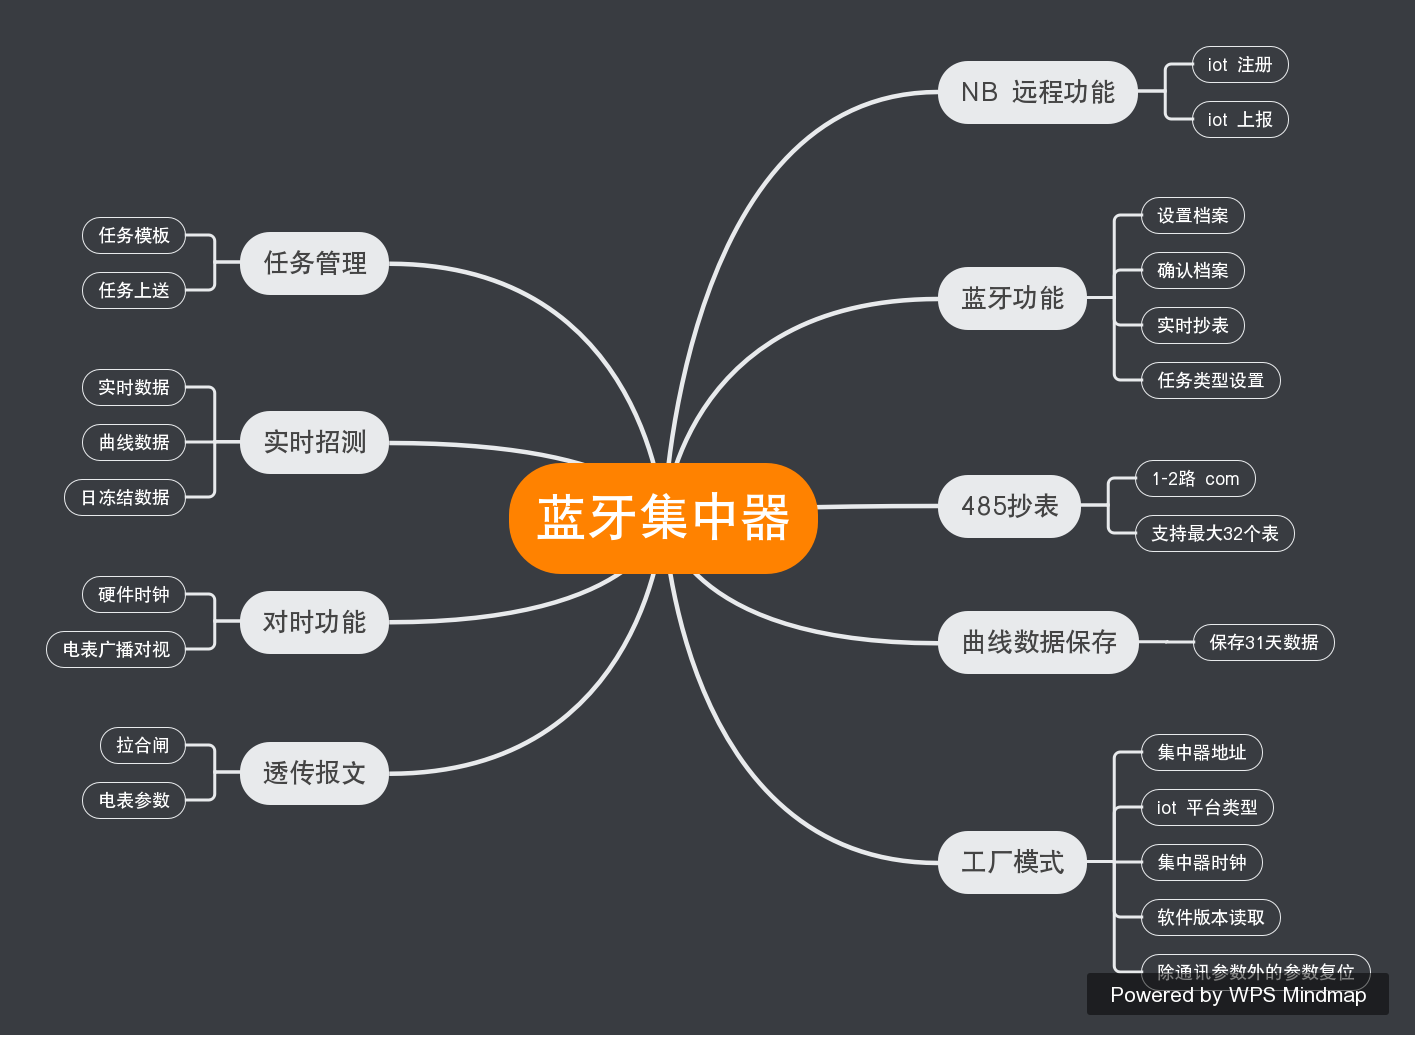 蓝牙集中器
NB 远程功能
iot 注册
iot 上报
蓝牙功能
设置档案
确认档案
实时抄表
任务类型设置
485抄表
1-2路 com
支持最大32个表
曲线数据保存
保存31天数据
工厂模式
集中器地址
iot 平台类型
集中器时钟
软件版本读取
除通讯参数外的参数复位
任务管理
任务模板
任务上送
实时招测
实时数据
曲线数据
日冻结数据
对时功能
硬件时钟
电表广播对视
透传报文
拉合闸
电表参数
Powered by WPS Mindmap